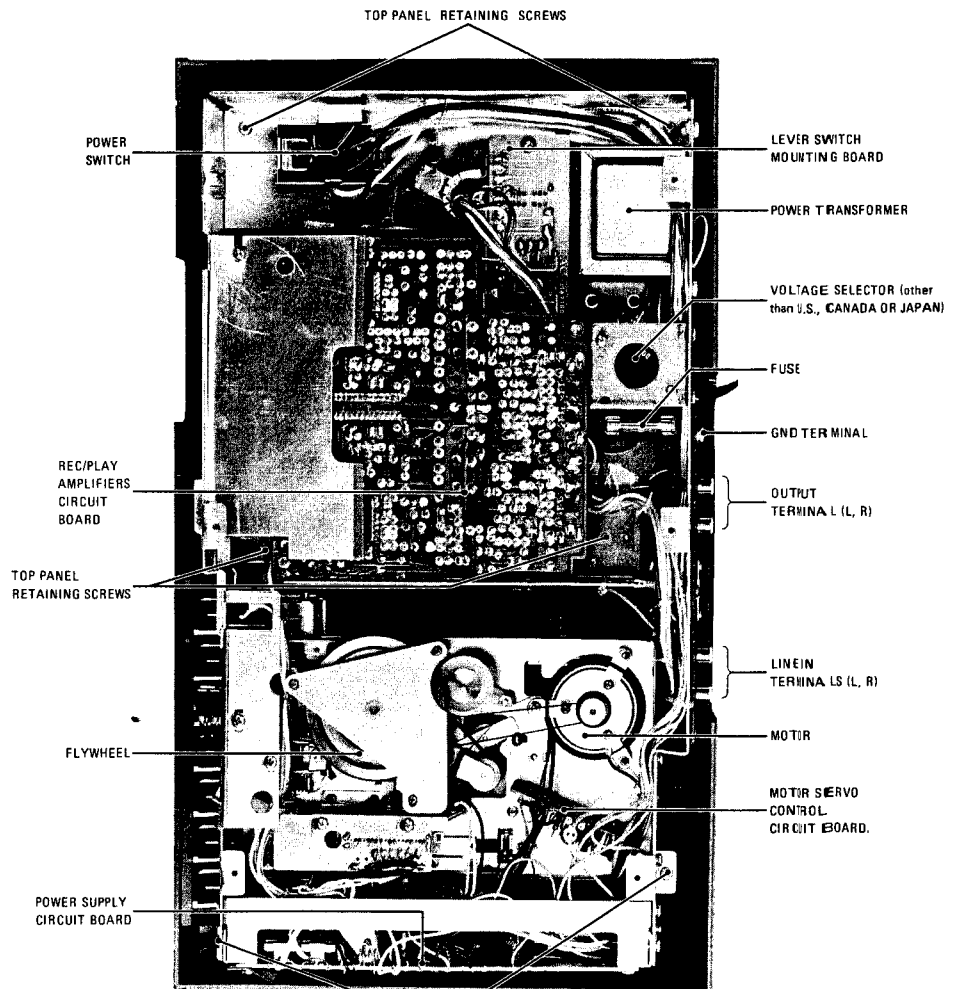 TOP PANEL RETAINING SCREWS
POWER
SWITCH
LEVER SWITCH
MOUNTING BOARD
POWER TRANSFORMER
VOLTAGE SELECTOR (other
than U.S., CANADA OR JAPAN)
FUSE
GND TERMINAL
REC/PLAY
AMPLIFIERS
CIRCUIT
BOARD
OUTPUT
TERMINAL (L, R)
TOP PANEL
RETAINING SCREWS
LINE IN
TERMINALS (L, R)
FLYWHEEL
MOTOR
MOTOR SERVO
CONTROL
CIRCUIT BOARD.
POWER SUPPLY
CIRCUIT BOARD